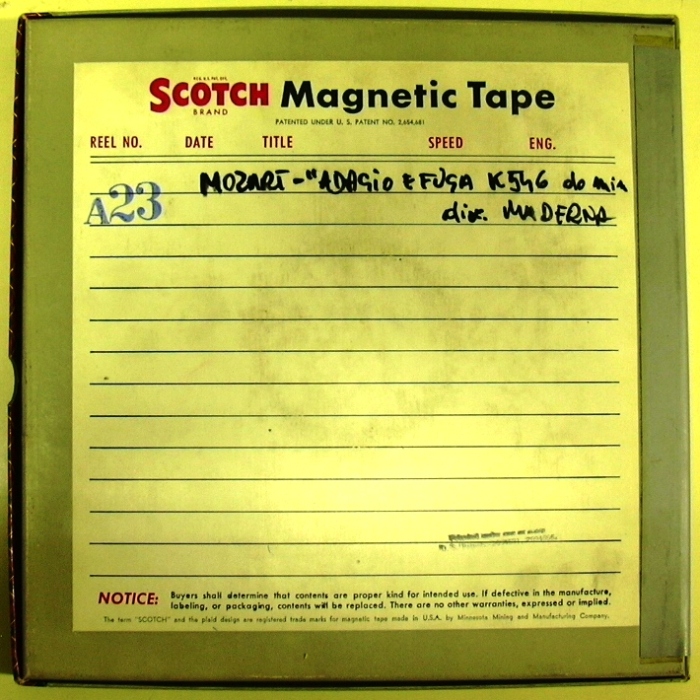 SCOTCH Magnetic Tape
BRAND
PATENTED UNDER U. S. PATENT NO. 2,654,681
REEL NO. DATE TITLE SPEED ENG.
MOZART - "ADAGIO E FUGA K546 do min
A23 dir. MADERNA
NOTICE: Buyers shall determine that contents are proper kind for intended use. If defective in the manufacture,
labeling, or packaging, contents will be replaced. There are no other warranties, expressed or implied.
The term "SCOTCH" and the plaid design are registered trade marks for magnetic tape made in U.S.A. by Minnesota Mining and Manufacturing Company.